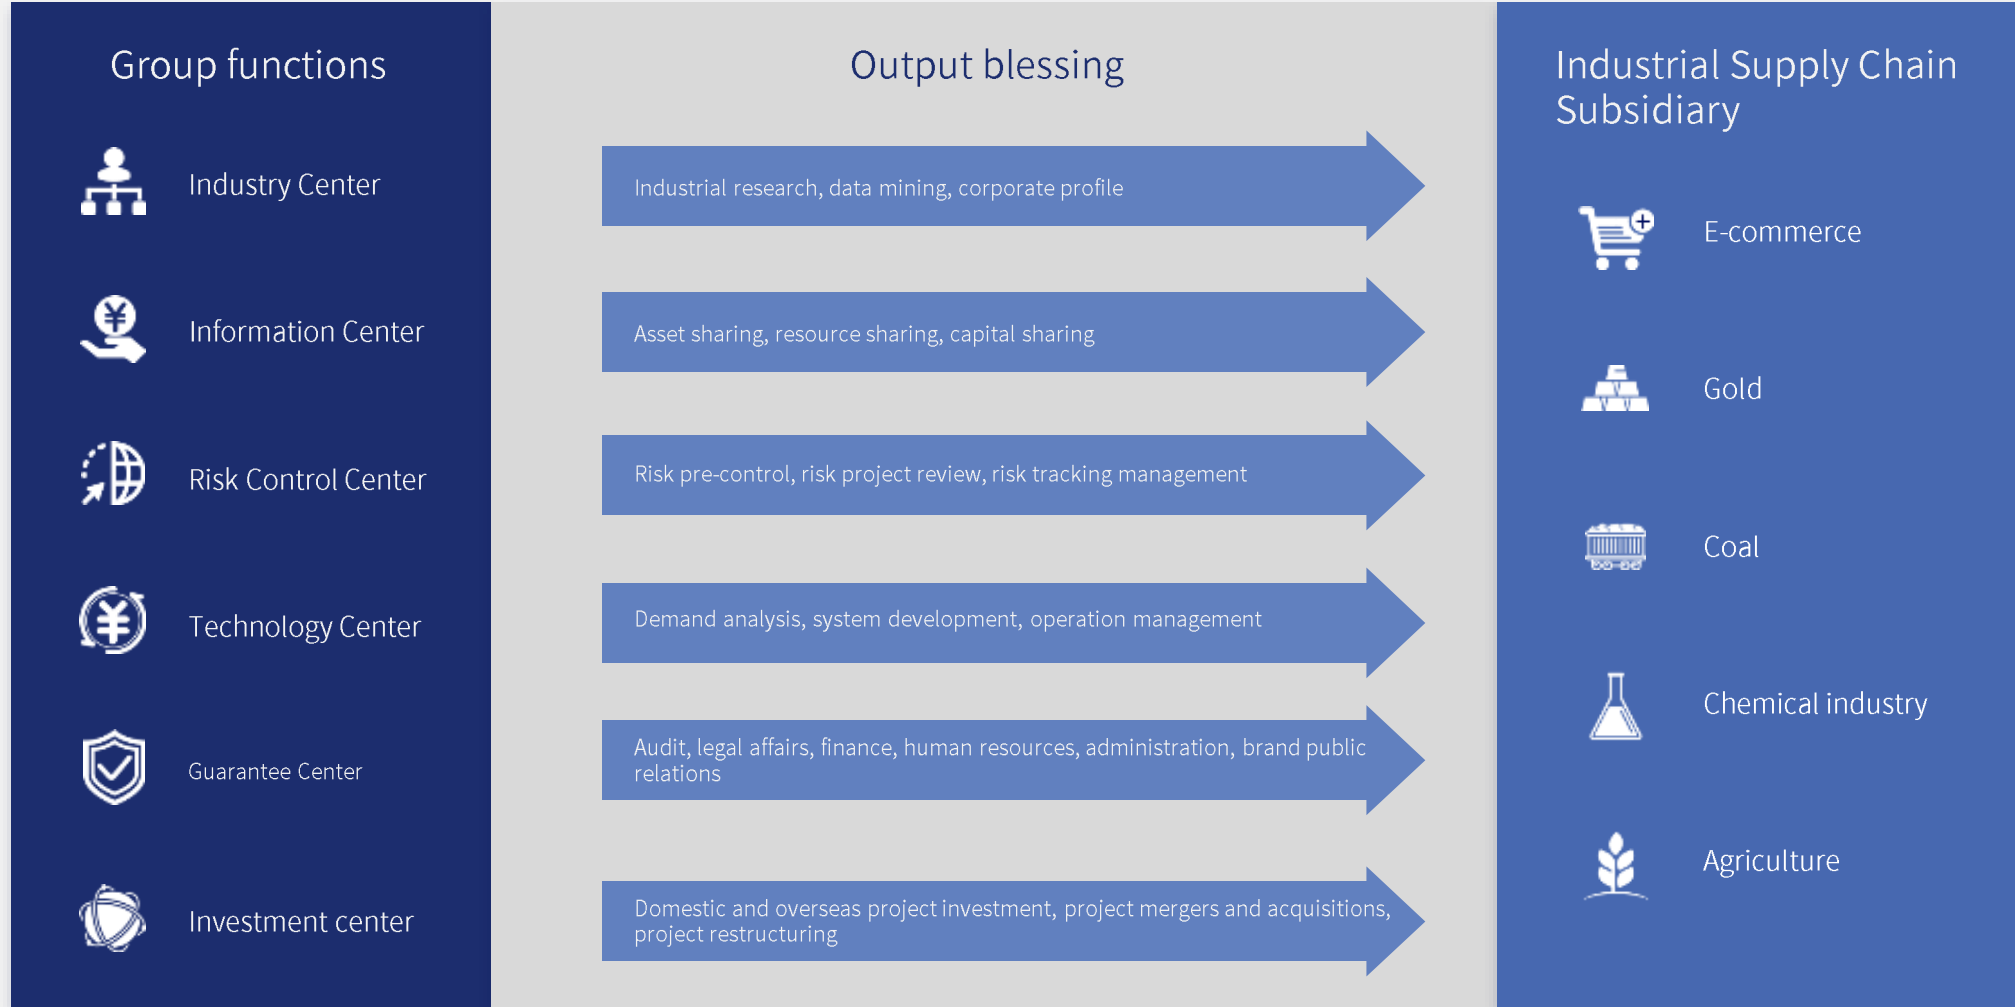 Group functions
Industry Center
Information Center
Risk Control Center
Technology Center
Guarantee Center
Investment center
Output blessing
Industrial research, data mining, corporate profile
Asset sharing, resource sharing, capital sharing
Risk pre-control, risk project review, risk tracking management
Demand analysis, system development, operation management
Audit, legal affairs, finance, human resources, administration, brand public
relations
Domestic and overseas project investment, project mergers and acquisitions,
project restructuring
Industrial Supply Chain
Subsidiary
E-commerce
Gold
Coal
Chemical industry
Agriculture